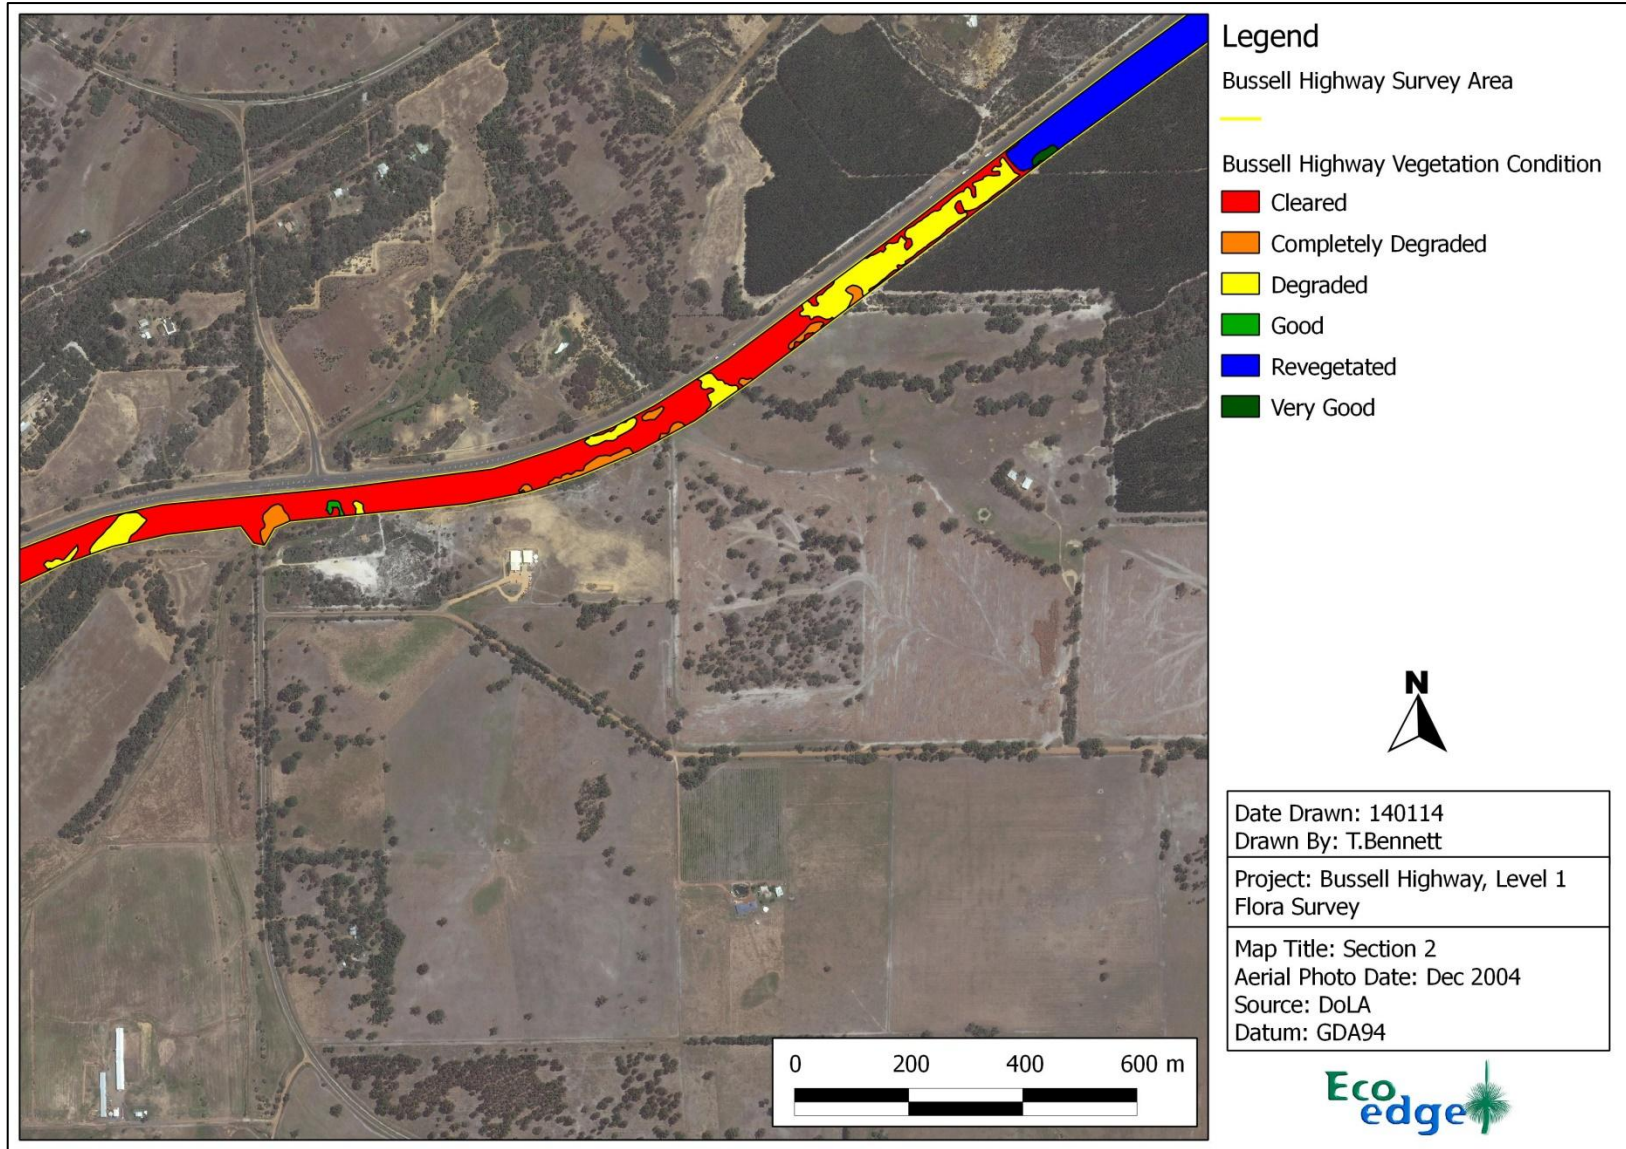 Legend
Bussell Highway Survey Area
Bussell Highway Vegetation Condition
Cleared
Completely Degraded
Degraded
Good
Revegetated
Very Good
N
Date Drawn: 140114
Drawn By: T.Bennett
Project: Bussell Highway, Level 1
Flora Survey
Map Title: Section 2
Aerial Photo Date: Dec 2004
Source: DoLA
Datum: GDA94
0 200 400 600 m
Eco
edge